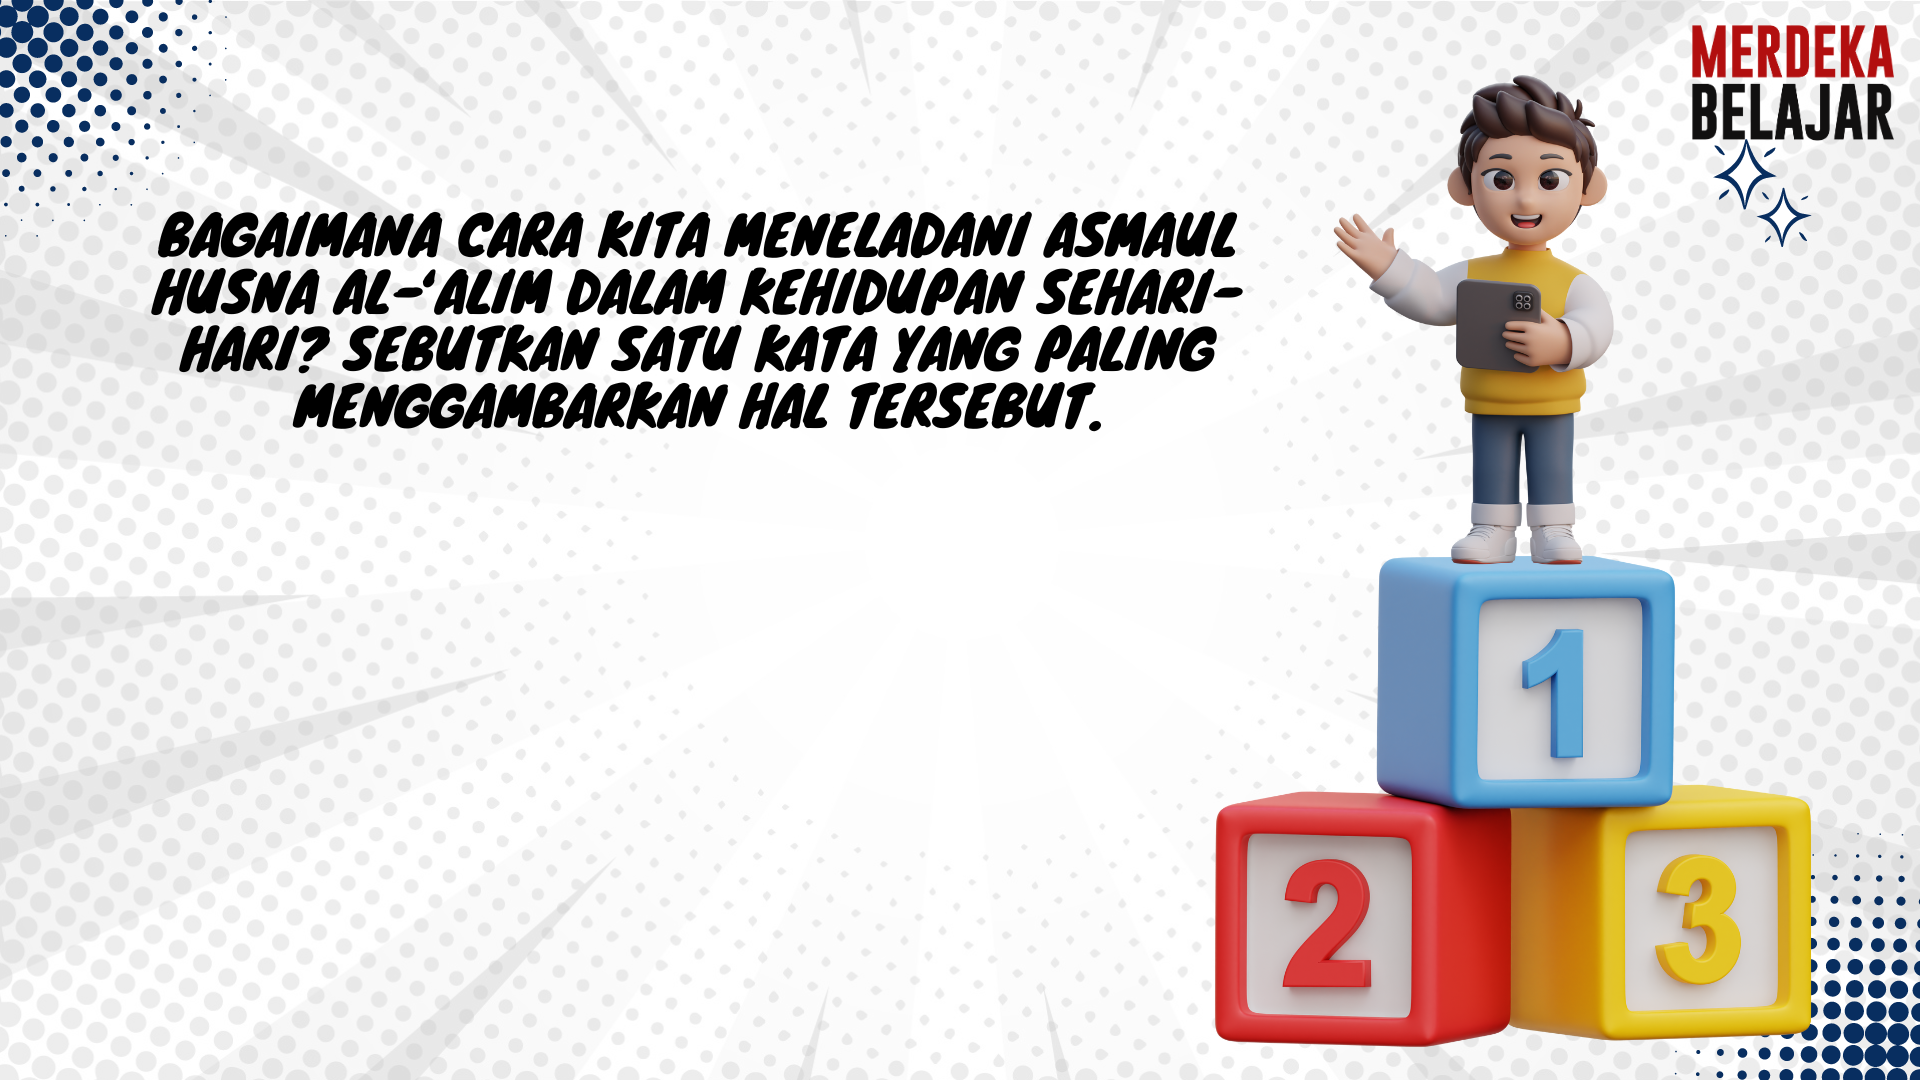 BAGAIMANA CARA KITA MENELADANI ASMAUL
HUSNA AL-‘ALIM DALAM KEHIDUPAN SEHARI-
HARI? SEBUTKAN SATU KATA YANG PALING
MENGGAMBARKAN HAL TERSEBUT.
MERDEKA
BELAJAR
1
2
3